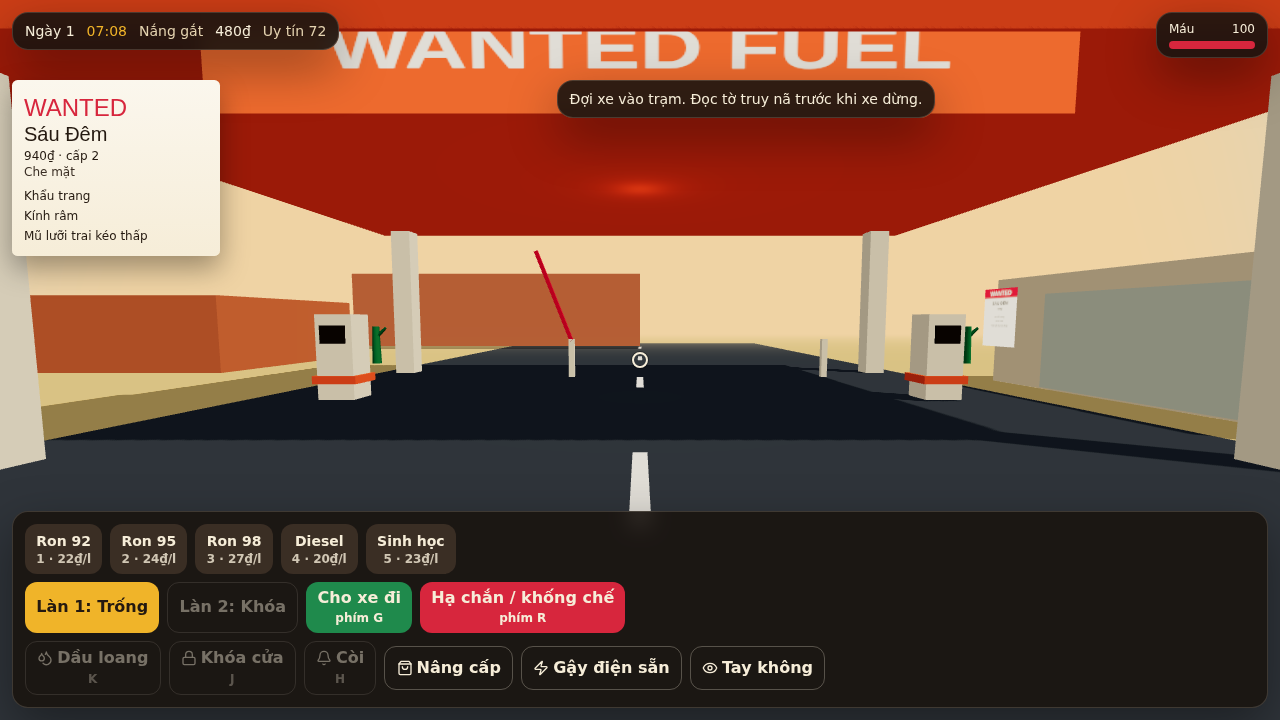 Ngày 1 07:08 Nắng gắt 480₫ Uy tín 72
Máu 100
WANTED FUEL
Đợi xe vào trạm. Đọc tờ truy nã trước khi xe dừng.
WANTED
Sáu Đêm
940₫ · cấp 2
Che mặt
Khẩu trang
Kính râm
Mũ lưỡi trai kéo thấp
WANTED
Ron 92
1 · 22₫/l
Ron 95
2 · 24₫/l
Ron 98
3 · 27₫/l
Diesel
4 · 20₫/l
Sinh học
5 · 23₫/l
Làn 1: Trống
Làn 2: Khóa
Cho xe đi
phím G
Hạ chắn / khống chế
phím R
Dầu loang
K
Khóa cửa
J
Còi
H
Nâng cấp
Gậy điện sẵn
Tay không